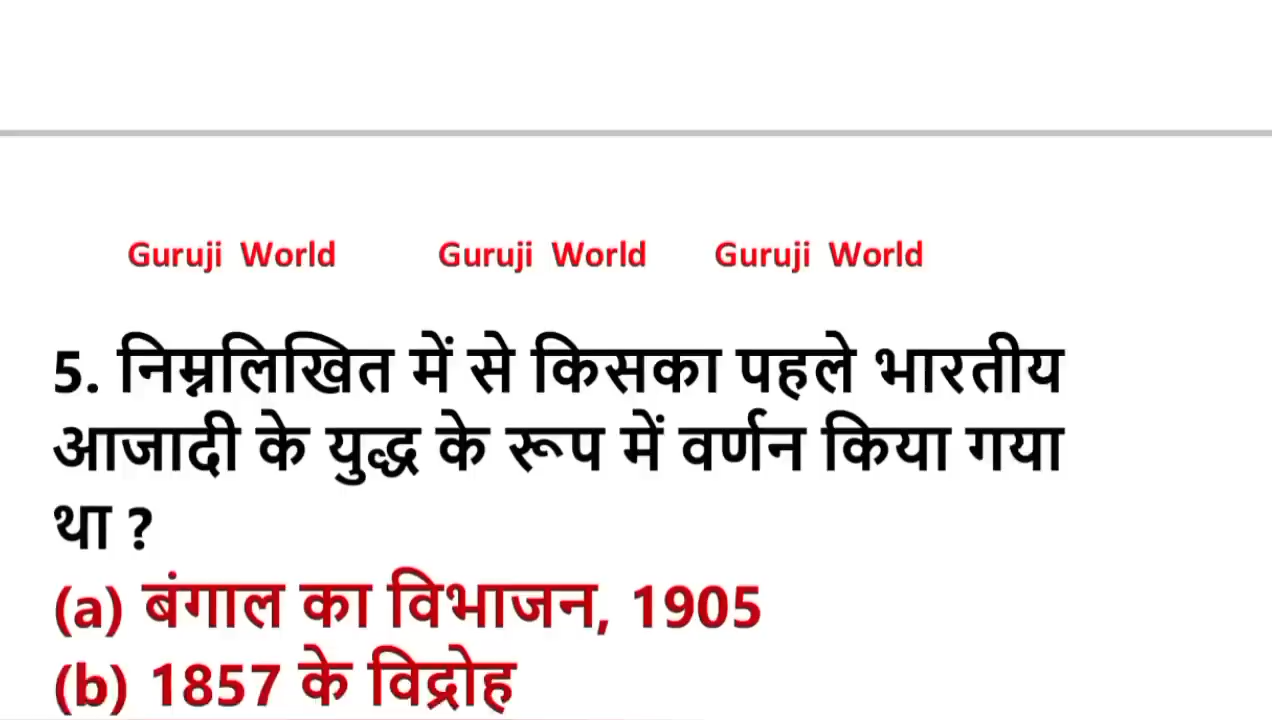 Guruji World Guruji World Guruji World
5. निम्नलिखित में से किसका पहले भारतीय
आजादी के युद्ध के रूप में वर्णन किया गया
था ?
(a) बंगाल का विभाजन, 1905
(b) 1857 के विद्रोह